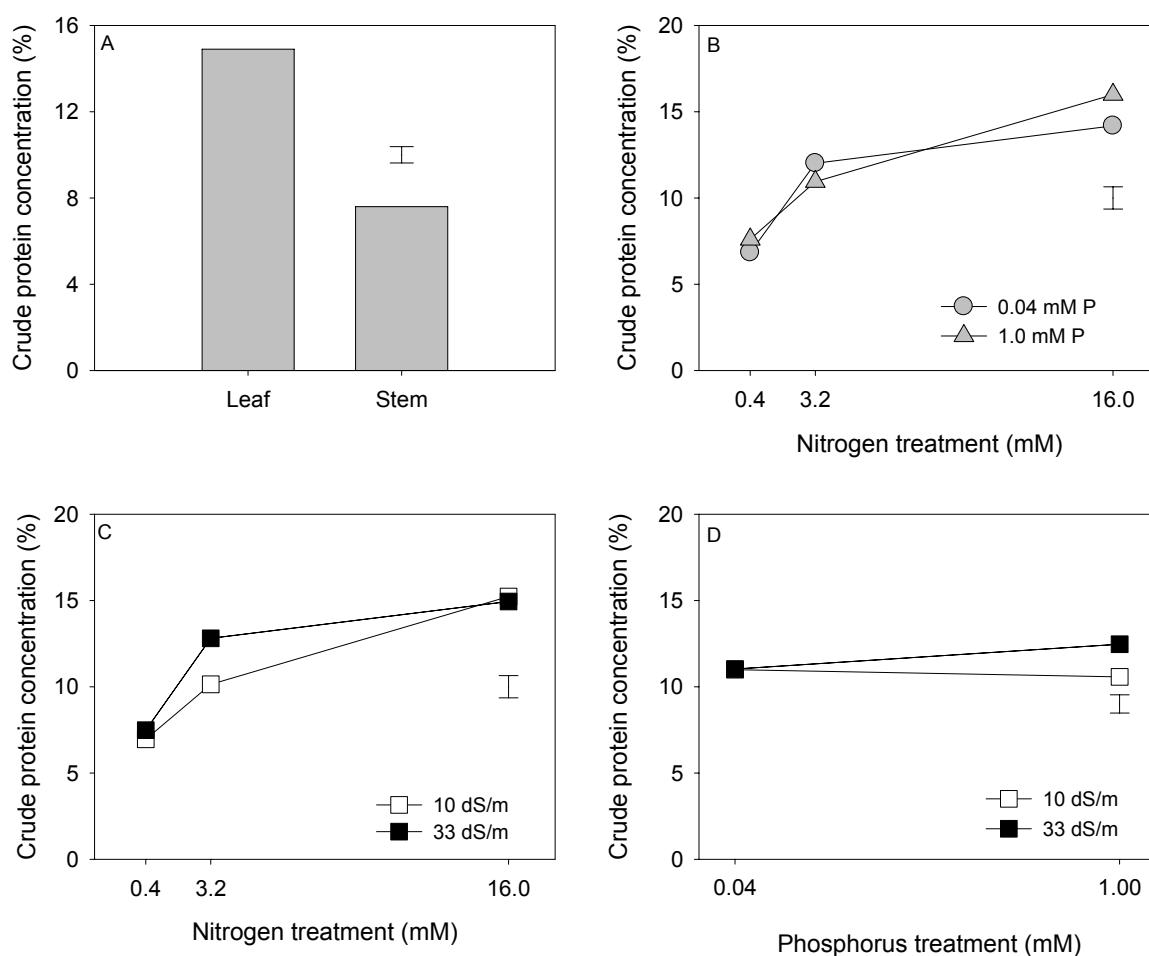 A
Crude protein concentration (%)
16
12
8
4
0
Leaf Stem
B
Crude protein concentration (%)
20
15
10
5
0
0.04 mM P
1.0 mM P
0.4 3.2 16.0
Nitrogen treatment (mM)
C
Crude protein concentration (%)
20
15
10
5
0
10 dS/m
33 dS/m
0.4 3.2 16.0
Nitrogen treatment (mM)
D
Crude protein concentration (%)
20
15
10
5
0
10 dS/m
33 dS/m
0.04 1.00
Phosphorus treatment (mM)